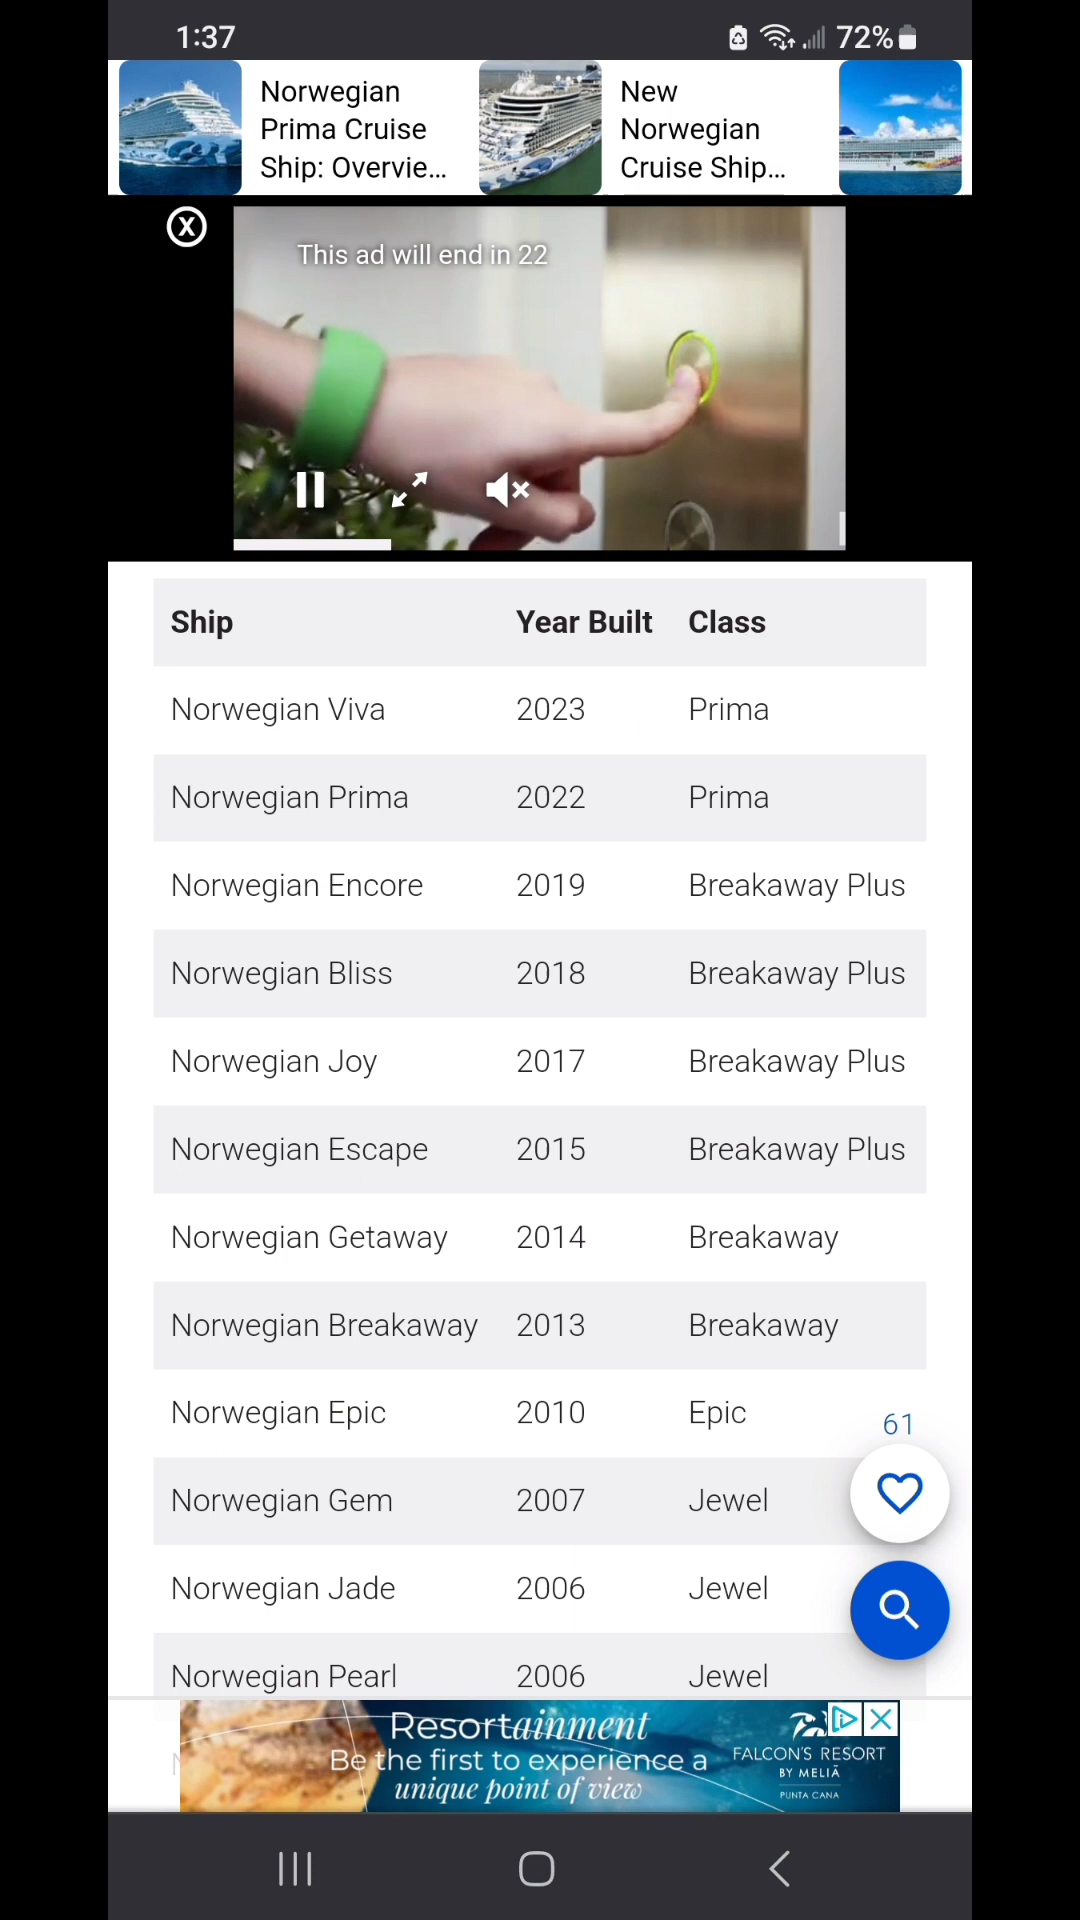 1:37
72%
Norwegian
Prima Cruise
Ship: Overvie...
New
Norwegian
Cruise Ship...
X
This ad will end in 22
Ship Year Built Class
Norwegian Viva 2023 Prima
Norwegian Prima 2022 Prima
Norwegian Encore 2019 Breakaway Plus
Norwegian Bliss 2018 Breakaway Plus
Norwegian Joy 2017 Breakaway Plus
Norwegian Escape 2015 Breakaway Plus
Norwegian Getaway 2014 Breakaway
Norwegian Breakaway 2013 Breakaway
Norwegian Epic 2010 Epic
61
Norwegian Gem 2007 Jewel
Norwegian Jade 2006 Jewel
Norwegian Pearl 2006 Jewel
Resortainment
Be the first to experience a
unique point of view
FALCON'S RESORT
BY MELIÃ
PUNTA CANA